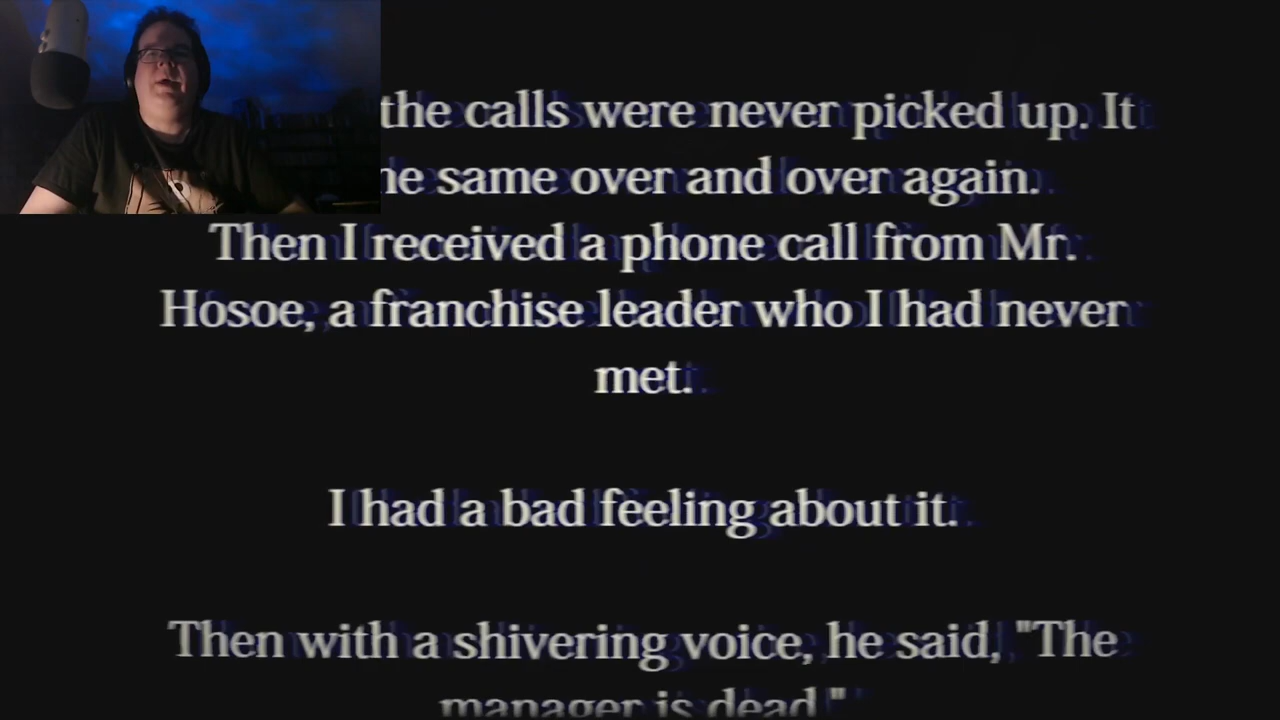 the calls were never picked up. It
same over and over again.
Then I received a phone call from Mr.
Hosoe, a franchise leader who I had never
met.
I had a bad feeling about it.
Then with a shivering voice, he said, "The
manager is dead."